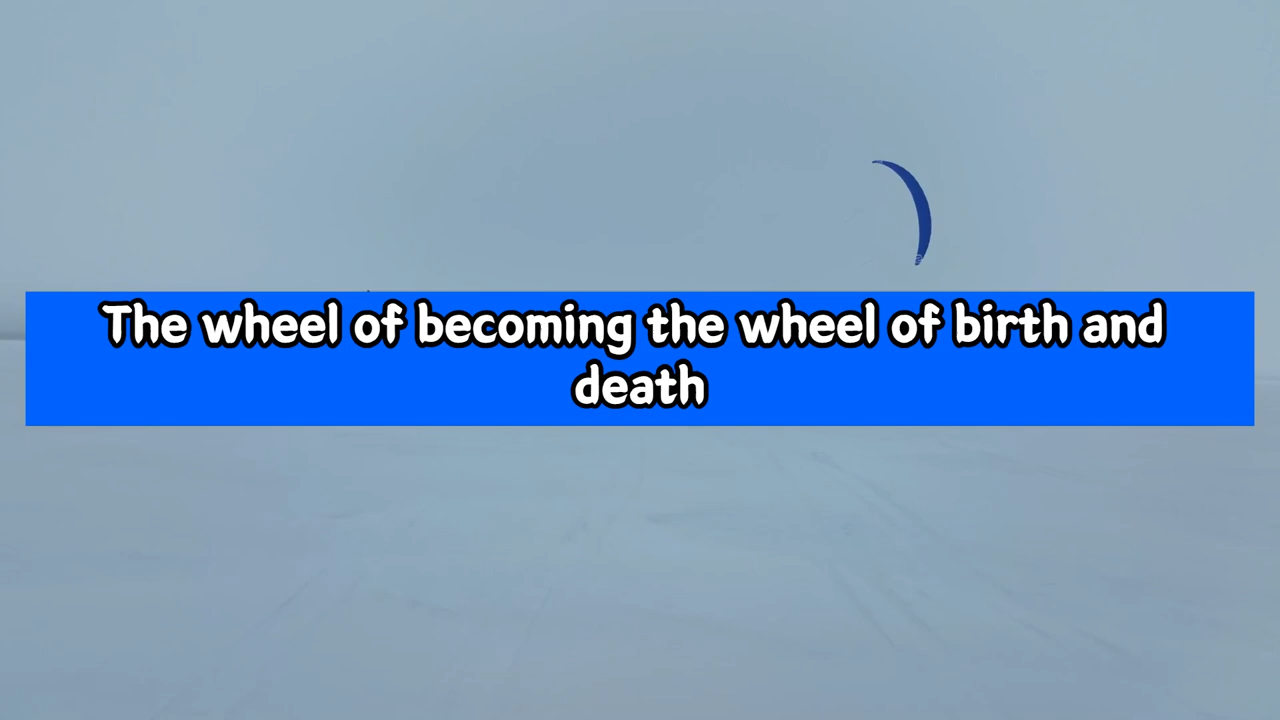 The wheel of becoming the wheel of birth and
death